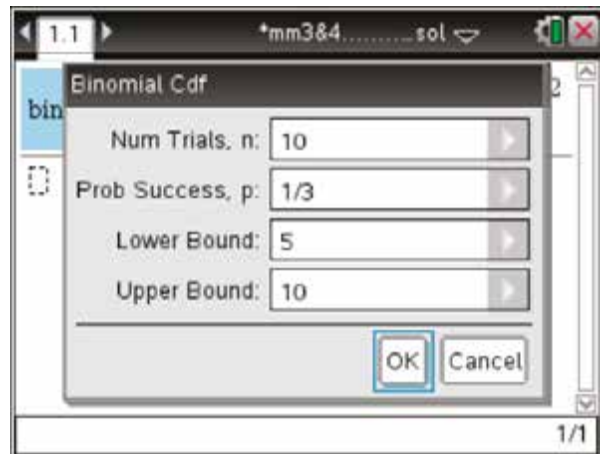 1.1 *mm3&4..........sol
Binomial Cdf
2
bin
Num Trials, n: 10
Prob Success, p: 1/3
Lower Bound: 5
Upper Bound: 10
OK Cancel
1/1